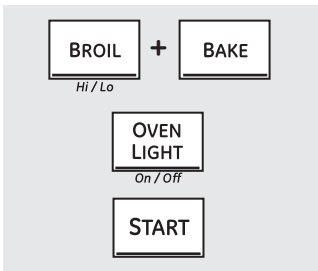 BROIL + BAKE
Hi / Lo
OVEN
LIGHT
On / Off
START